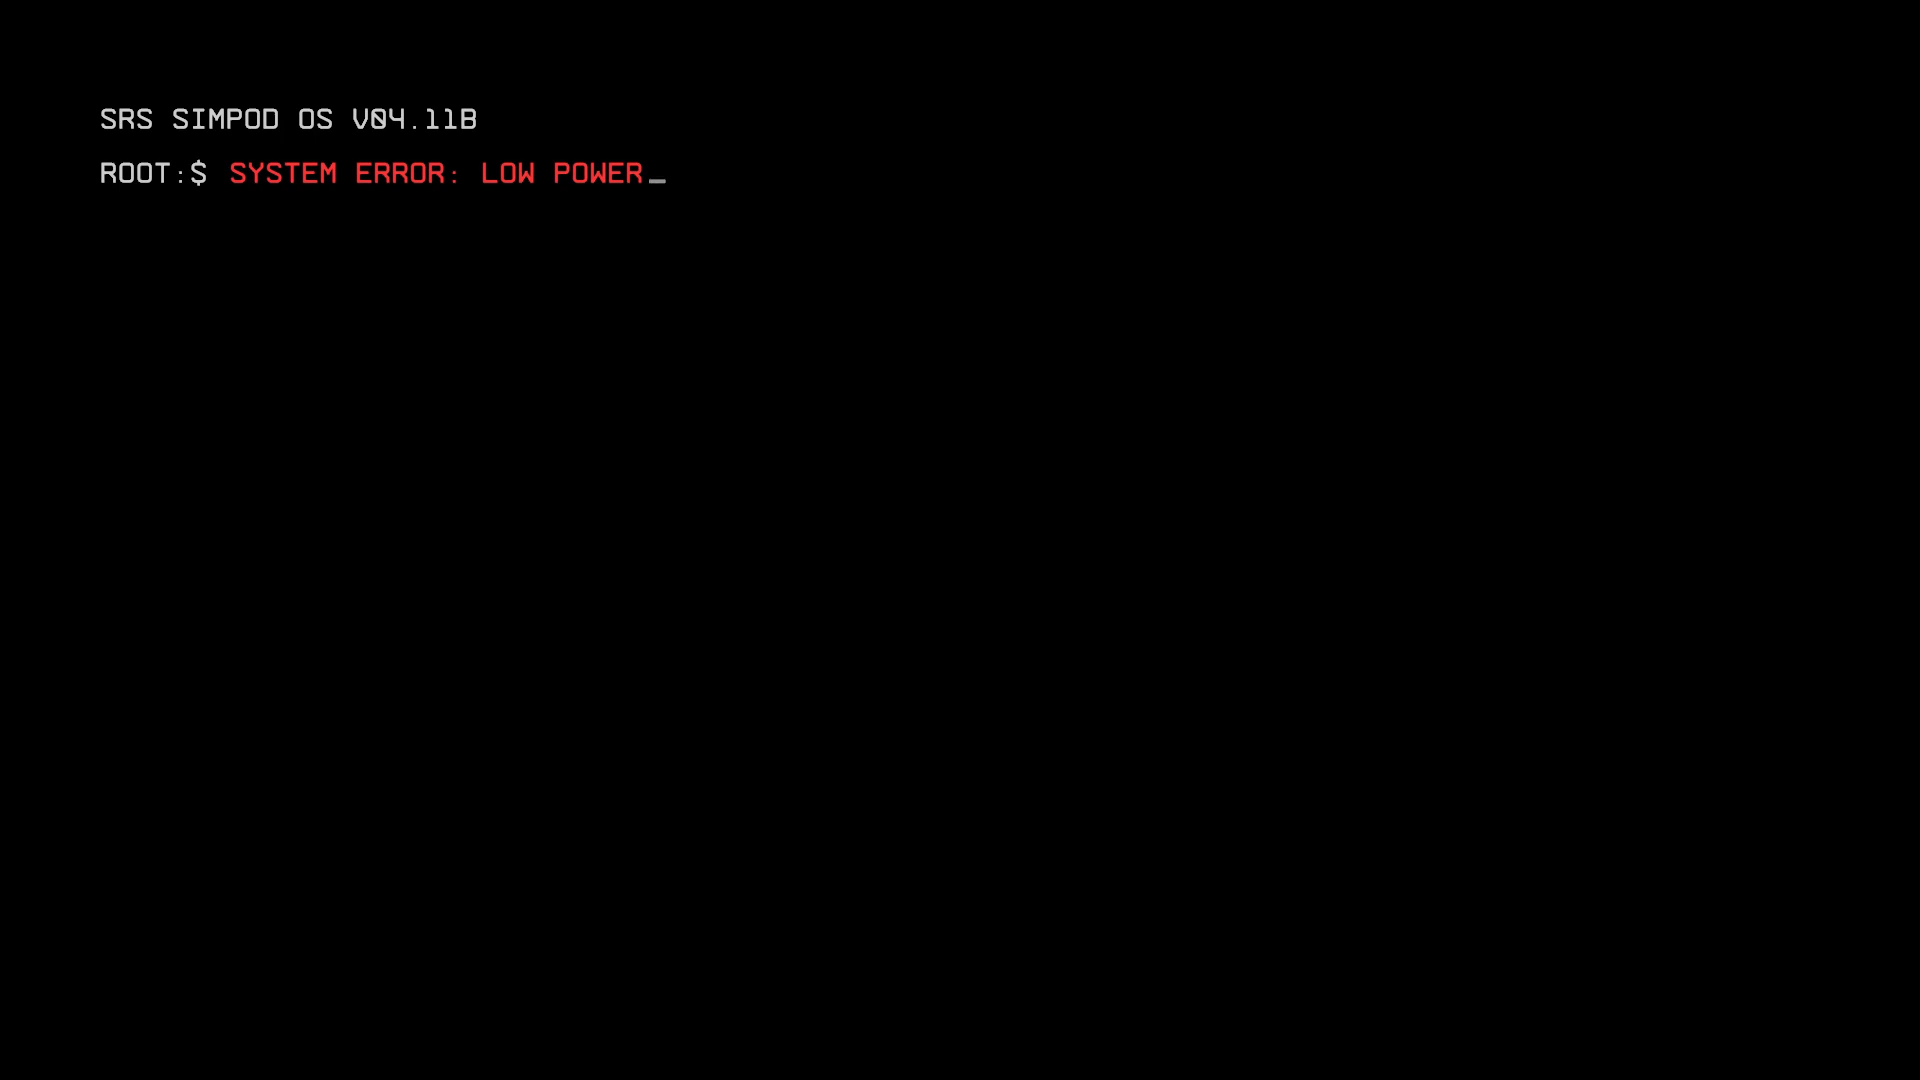 SRS SIMPOD OS V04.11B
ROOT:$ SYSTEM ERROR: LOW POWER_